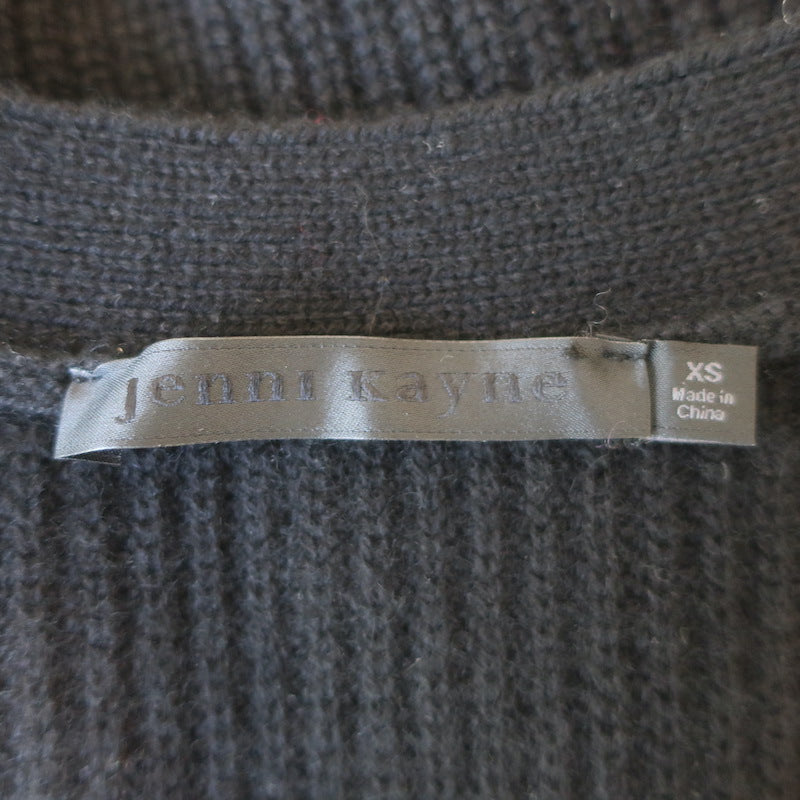 jenni kayne
XS
Made in
China